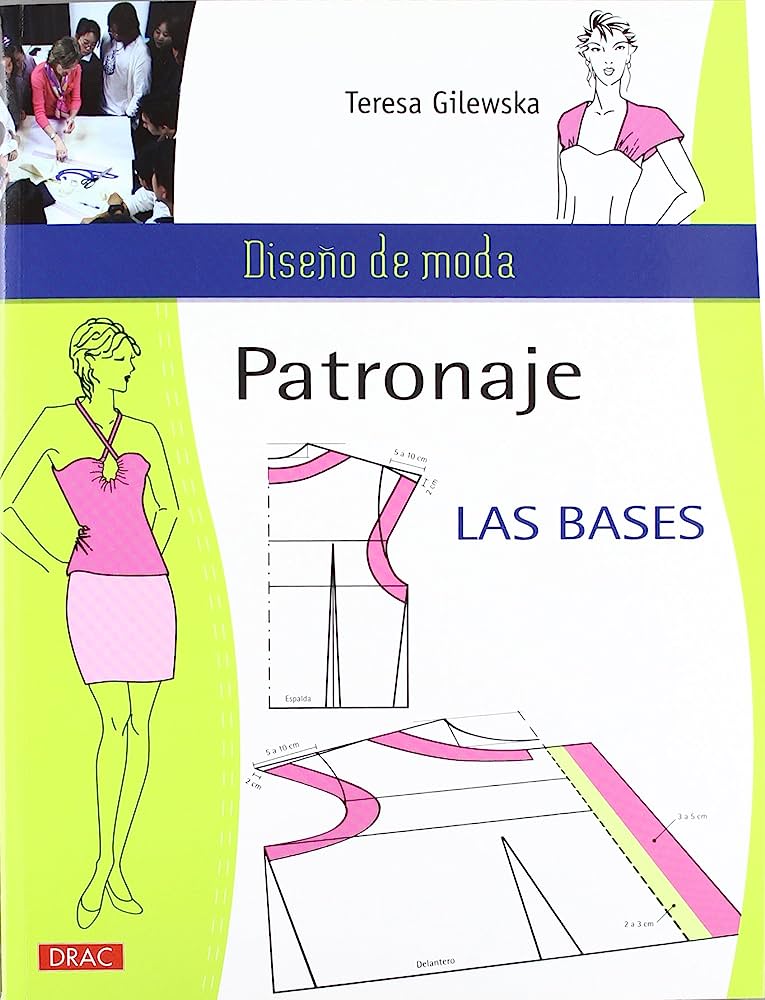 Teresa Gilewska
Diseño de moda
Patronaje
LAS BASES
5 à 10 cm
2 cm
Espalda
5 à 10 cm
2 cm
3 a 5 cm
2 a 3 cm
Delantero
DRAC